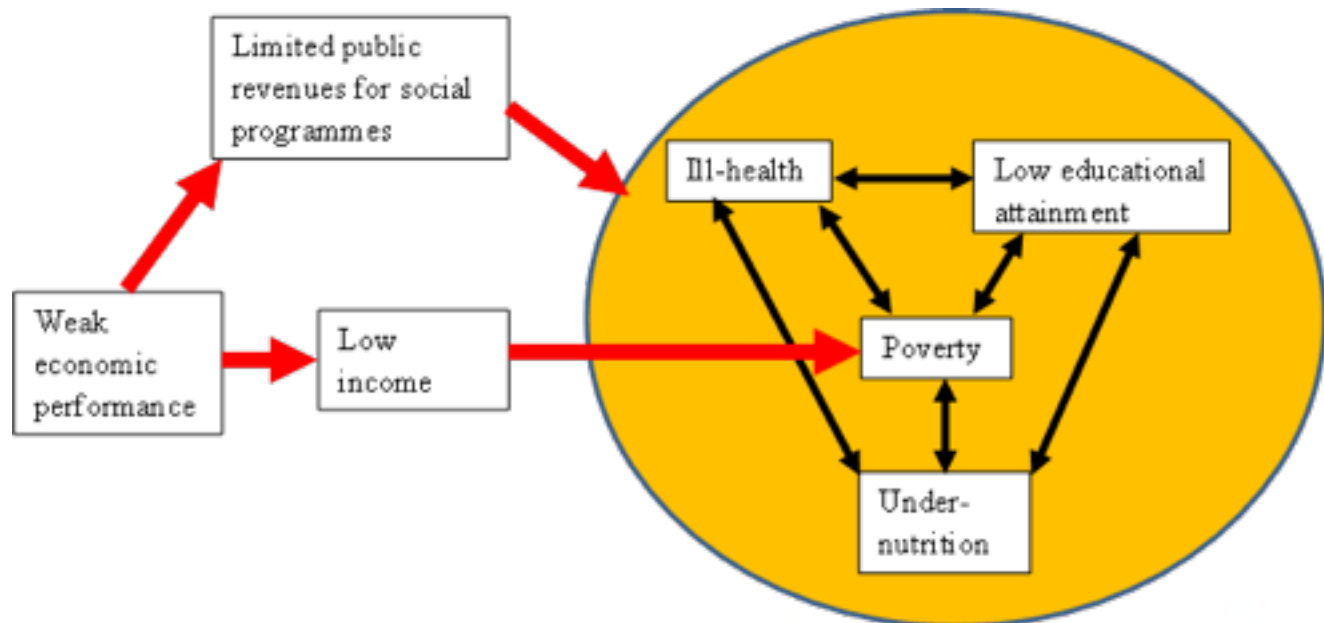 Limited public
revenues for social
programmes
Ill-health
Low educational
attainment
Weak
economic
performance
Low
income
Poverty
Under-
nutrition